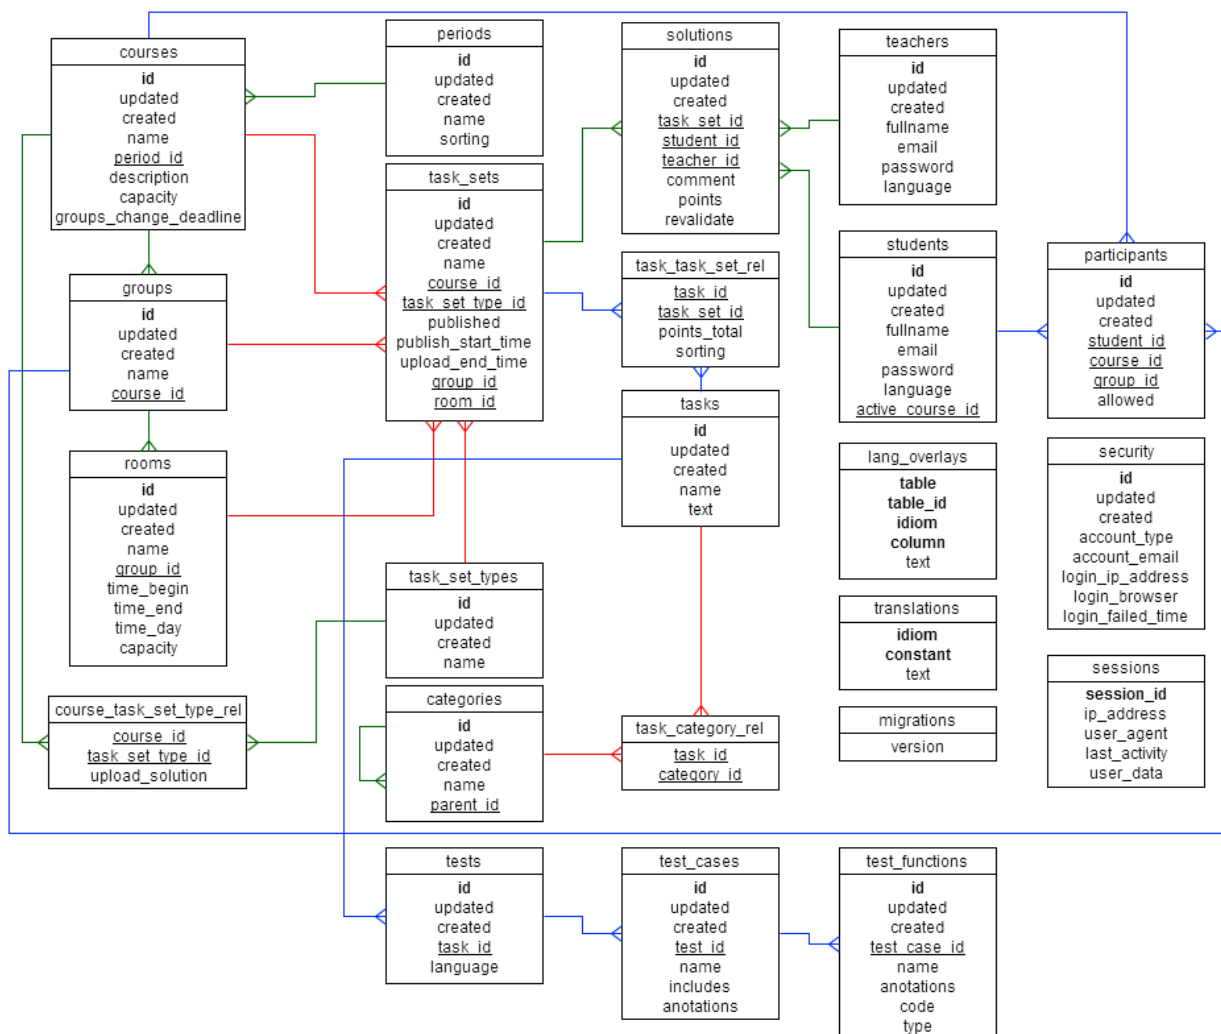 courses
id
updated
created
name
period_id
description
capacity
groups_change_deadline
periods
id
updated
created
name
sorting
solutions
id
updated
created
task_set_id
student_id
teacher_id
comment
points
revalidate
teachers
id
updated
created
fullname
email
password
language
task_sets
id
updated
created
name
course_id
task_set_type_id
published
publish_start_time
upload_end_time
group_id
room_id
groups
id
updated
created
name
course_id
task_task_set_rel
task_id
task_set_id
points_total
sorting
students
id
updated
created
fullname
email
password
language
active_course_id
participants
id
updated
created
student_id
course_id
group_id
allowed
rooms
id
updated
created
name
group_id
time_begin
time_end
time_day
capacity
tasks
id
updated
created
name
text
lang_overlays
table
table_id
idiom
column
text
security
id
updated
created
account_type
account_email
login_ip_address
login_browser
login_failed_time
task_set_types
id
updated
created
name
translations
idiom
constant
text
course_task_set_type_rel
course_id
task_set_type_id
upload_solution
categories
id
updated
created
name
parent_id
task_category_rel
task_id
category_id
migrations
version
sessions
session_id
ip_address
user_agent
last_activity
user_data
tests
id
updated
created
task_id
language
test_cases
id
updated
created
test_id
name
includes
anotations
test_functions
id
updated
created
test_case_id
name
anotations
code
type